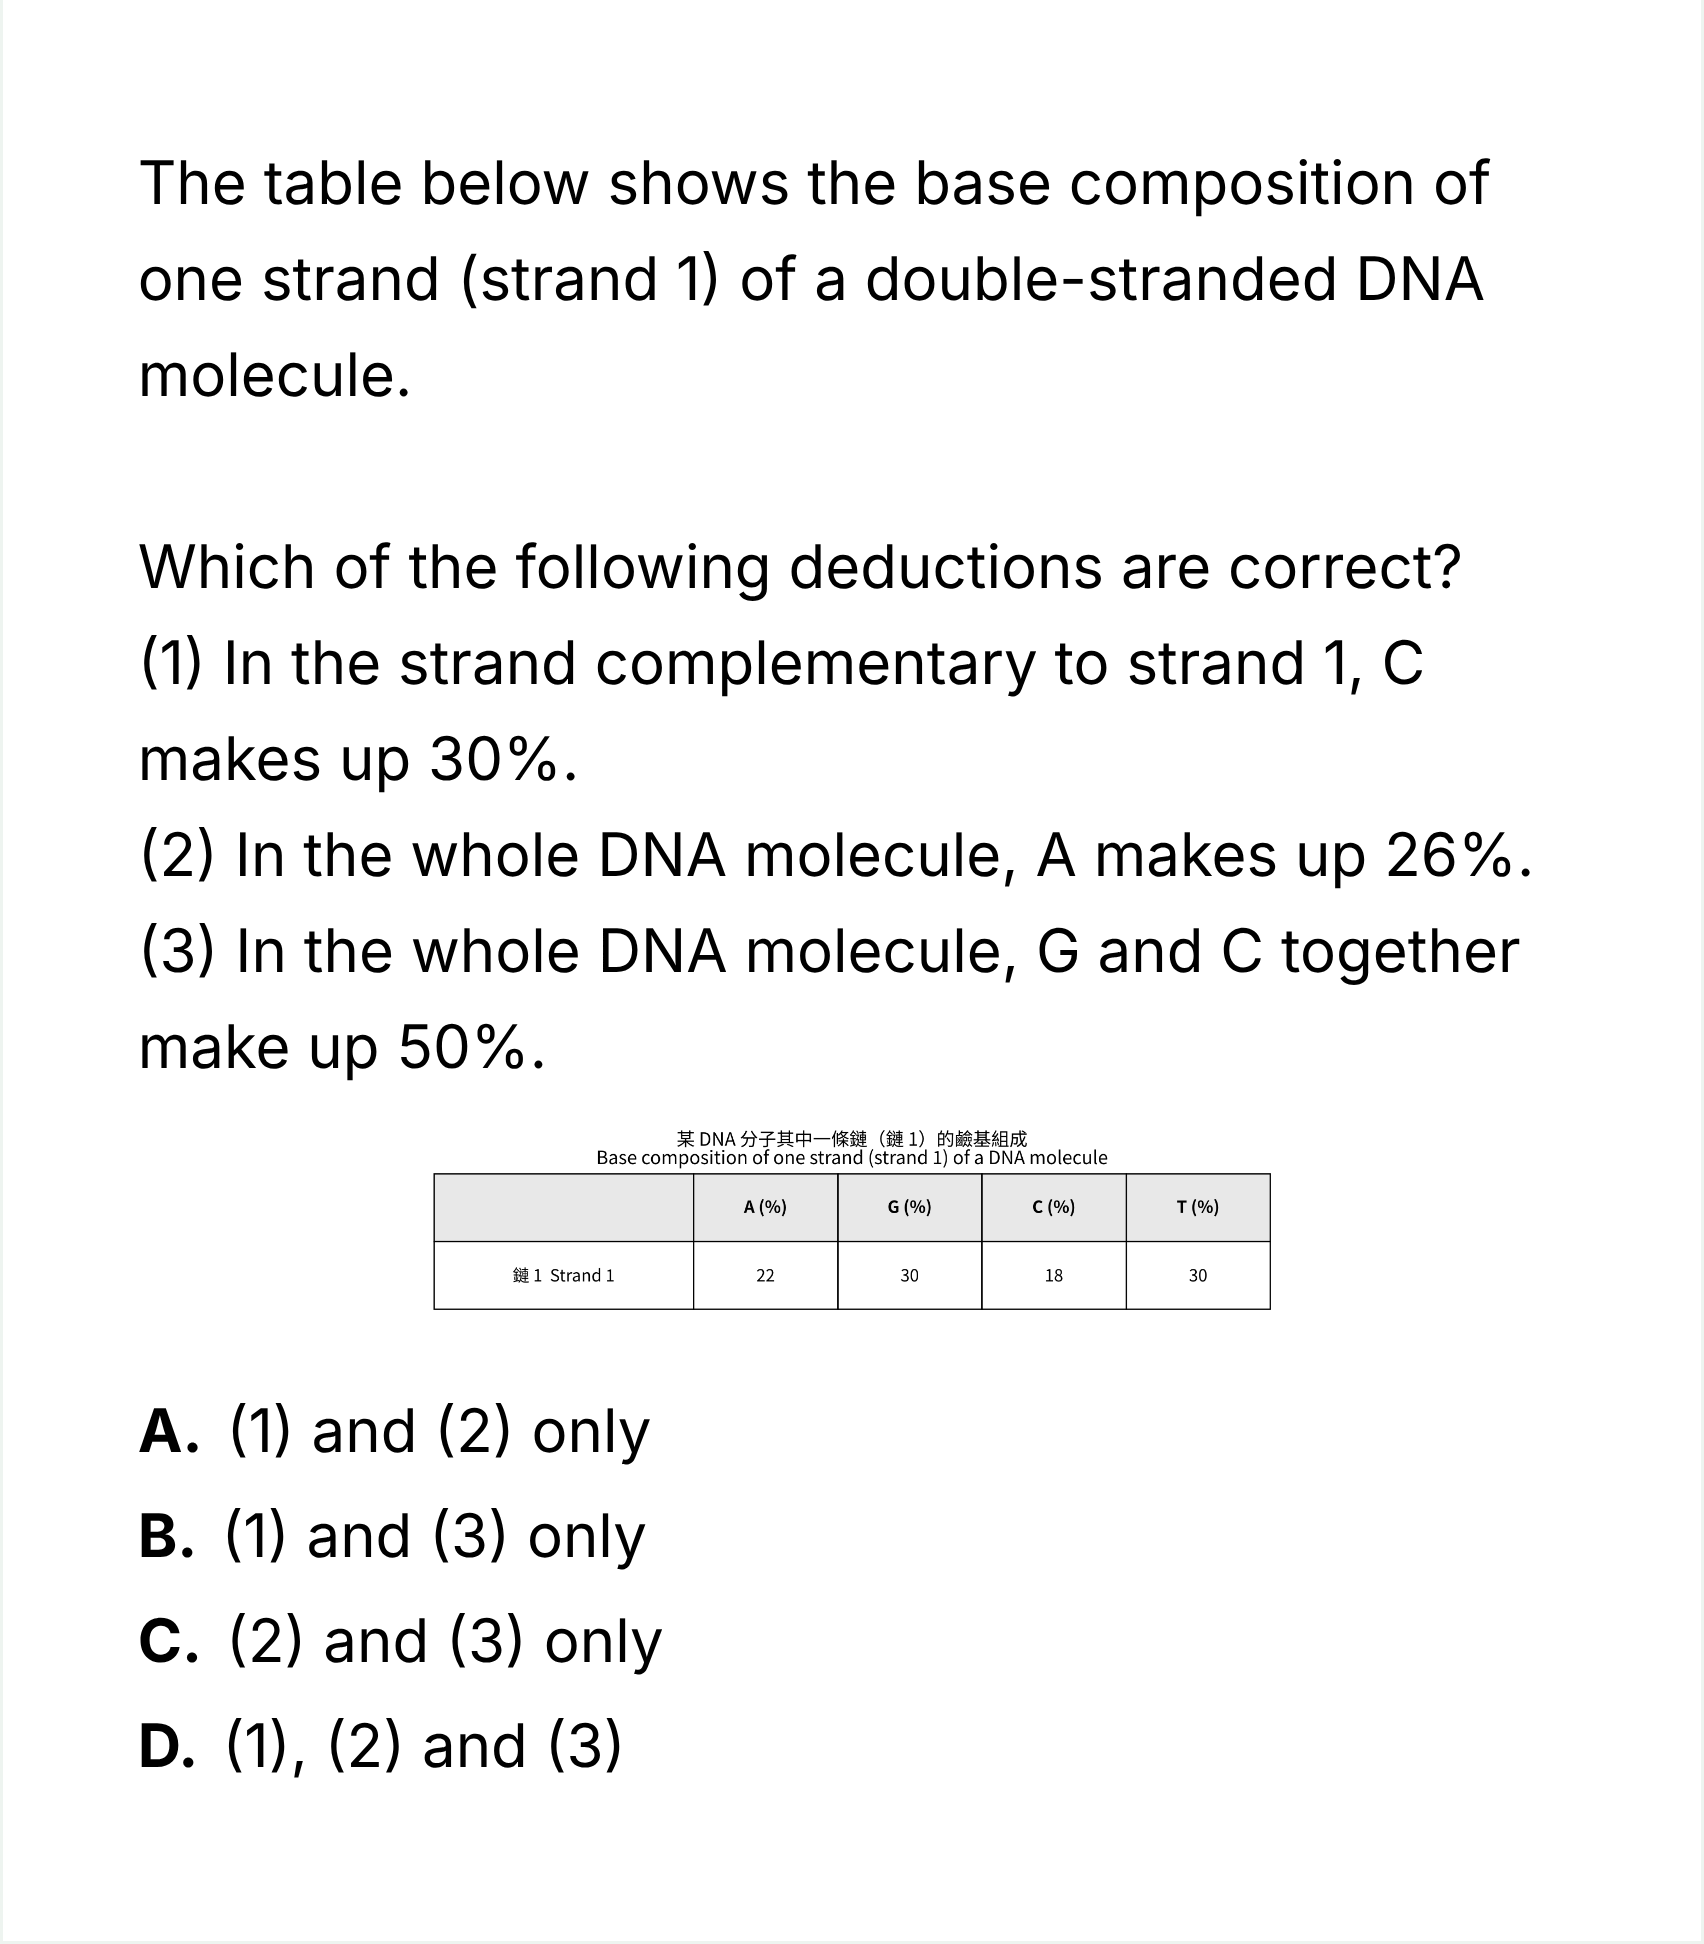 The table below shows the base composition of
one strand (strand 1) of a double-stranded DNA
molecule.
Which of the following deductions are correct?
(1) In the strand complementary to strand 1, C
makes up 30%.
(2) In the whole DNA molecule, A makes up 26%.
(3) In the whole DNA molecule, G and C together
make up 50%.
某 DNA 分子其中一條鏈（鏈 1）的鹼基組成
Base composition of one strand (strand 1) of a DNA molecule
A (%) G (%) C (%) T (%)
鏈 1 Strand 1 22 30 18 30
A. (1) and (2) only
B. (1) and (3) only
C. (2) and (3) only
D. (1), (2) and (3)